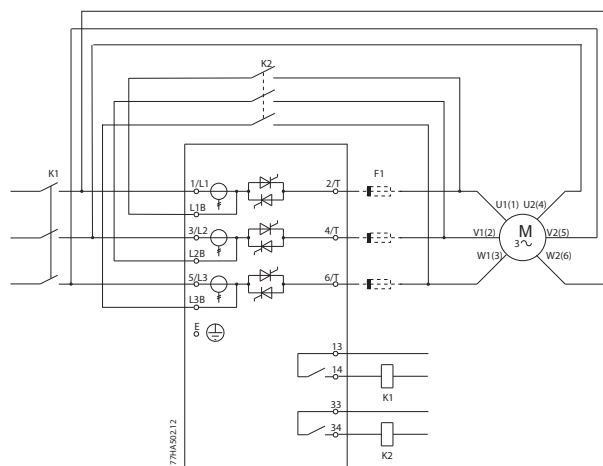 K2
K1
F1
1/L1
2/T
L1B
U1(1) U2(4)
3/L2
4/T
V1(2)
M
3~
V2(5)
L2B
W1(3)
W2(6)
5/L3
6/T
L3B
E
13
14
K1
33
34
K2
177HA502.12